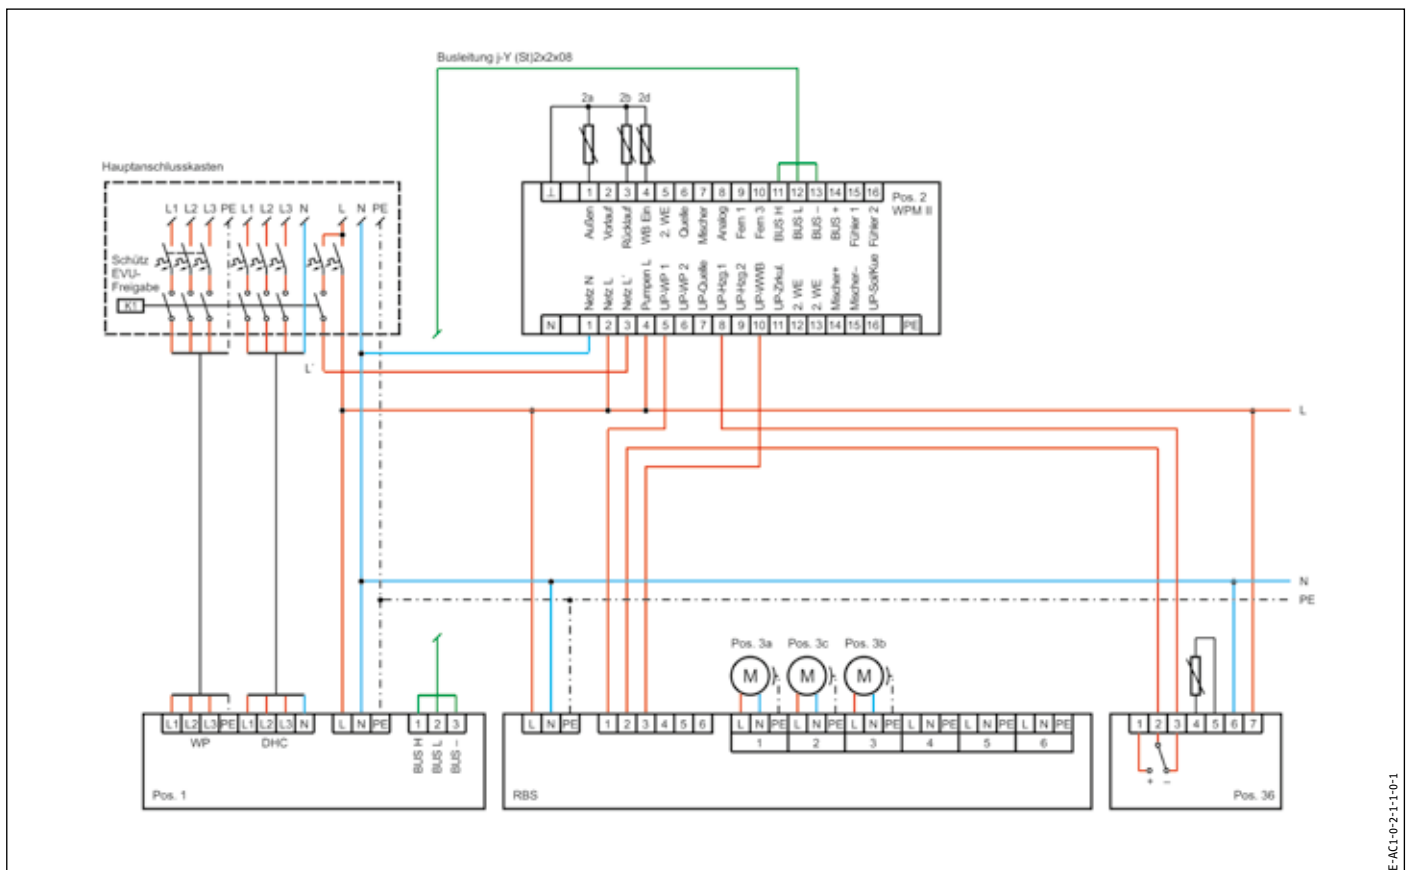 Busleitung j-Y (St)2x2x08
2a 2b 2d
Hauptanschlusskasten
L1 L2 L3 PE L1 L2 L3 N L N PE
Schütz
EVU-
Freigabe
K1
L'
⊥ 1 2 3 4 5 6 7 8 9 10 11 12 13 14 15 16
Pos. 2
WPM II
Außen
Vorlauf
Rücklauf
WB Ein
2. WE
Quelle
Mischer
Analog
Fern 1
Fern 3
BUS H
BUS L
BUS –
BUS +
Fühler 1
Fühler 2
Netz N
Netz L
Netz L'
Pumpen L
UP-WP 1
UP-WP 2
UP-Quelle
UP-Hzg.1
UP-Hzg.2
UP-WWB
UP-Zirkul.
2. WE
2. WE
Mischer+
Mischer–
UP-Sol/Kue
N 1 2 3 4 5 6 7 8 9 10 11 12 13 14 15 16 PE
L
N
PE
Pos. 3a Pos. 3c Pos. 3b
M M M
L1 L2 L3 PE L1 L2 L3 N L N PE 1 2 3
WP DHC
BUS H
BUS L
BUS –
Pos. 1
L N PE 1 2 3 4 5 6 L N PE L N PE L N PE L N PE L N PE L N PE
1 2 3 4 5 6
RBS
1 2 3 4 5 6 7
+ –
Pos. 36
E-AC1-0-2-1-1-0-1